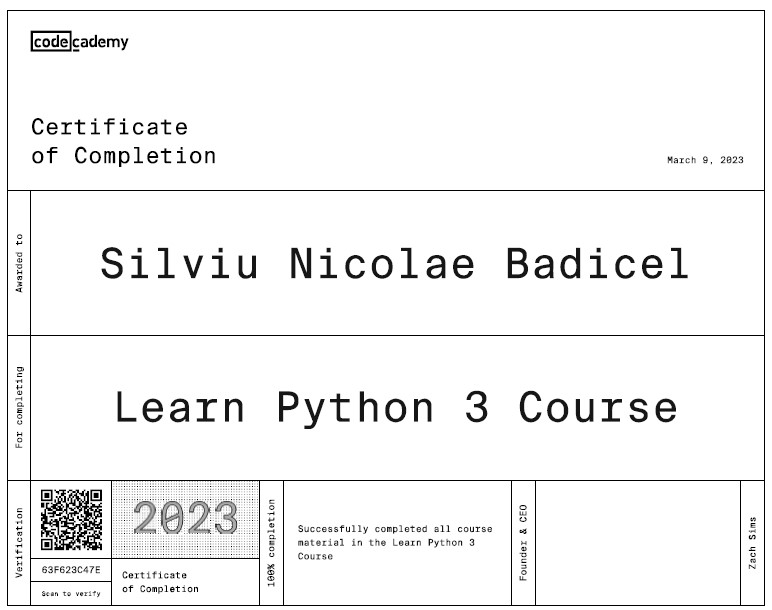 codecademy
Certificate
of Completion
March 9, 2023
Awarded to
Silviu Nicolae Badicel
For completing
Learn Python 3 Course
Verification
63F623C47E
Scan to verify
2023
Certificate
of Completion
100% completion
Successfully completed all course
material in the Learn Python 3
Course
Founder & CEO
Zach Sims